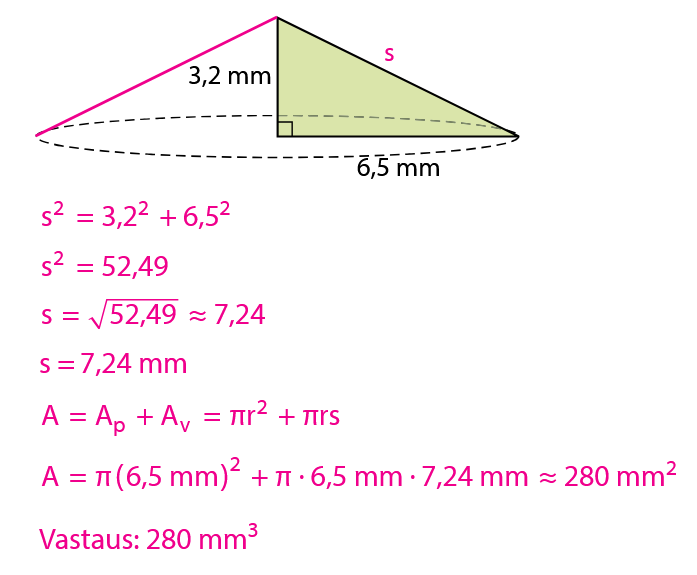 s
3,2 mm
6,5 mm
s² = 3,2² + 6,5²
s² = 52,49
s = √52,49 ≈ 7,24
s = 7,24 mm
A = Aₚ + Aᵥ = πr² + πrs
A = π(6,5 mm)² + π · 6,5 mm · 7,24 mm ≈ 280 mm²
Vastaus: 280 mm³